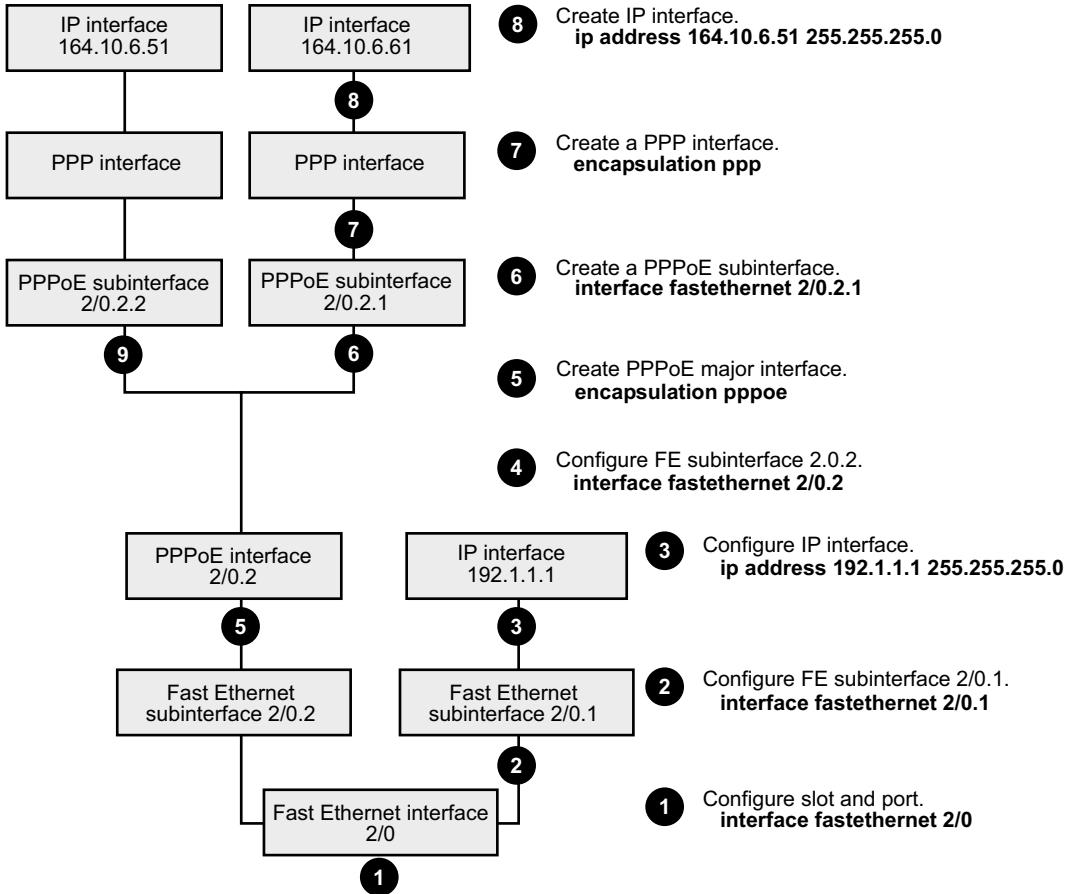 IP interface
164.10.6.51
IP interface
164.10.6.61
8
Create IP interface.
ip address 164.10.6.51 255.255.255.0
8
PPP interface
PPP interface
7
Create a PPP interface.
encapsulation ppp
7
PPPoE subinterface
2/0.2.2
PPPoE subinterface
2/0.2.1
6
Create a PPPoE subinterface.
interface fastethernet 2/0.2.1
9
6
5
Create PPPoE major interface.
encapsulation pppoe
4
Configure FE subinterface 2.0.2.
interface fastethernet 2/0.2
PPPoE interface
2/0.2
IP interface
192.1.1.1
3
Configure IP interface.
ip address 192.1.1.1 255.255.255.0
5
3
Fast Ethernet
subinterface 2/0.2
Fast Ethernet
subinterface 2/0.1
2
Configure FE subinterface 2/0.1.
interface fastethernet 2/0.1
2
Fast Ethernet interface
2/0
1
Configure slot and port.
interface fastethernet 2/0
1